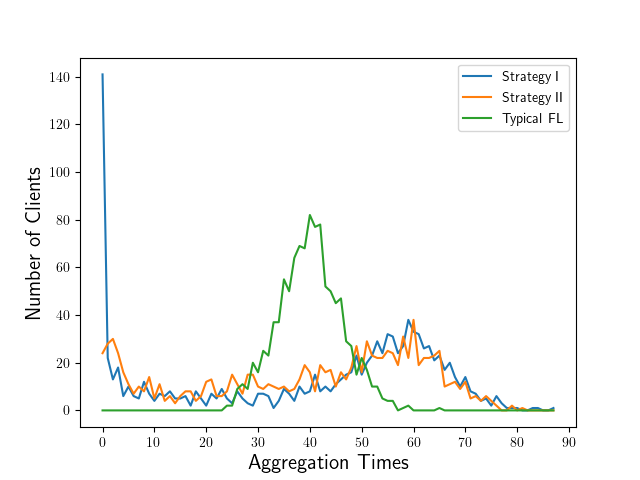 Strategy I
Strategy II
Typical FL
Number of Clients
140
120
100
80
60
40
20
0
0 10 20 30 40 50 60 70 80 90
Aggregation Times